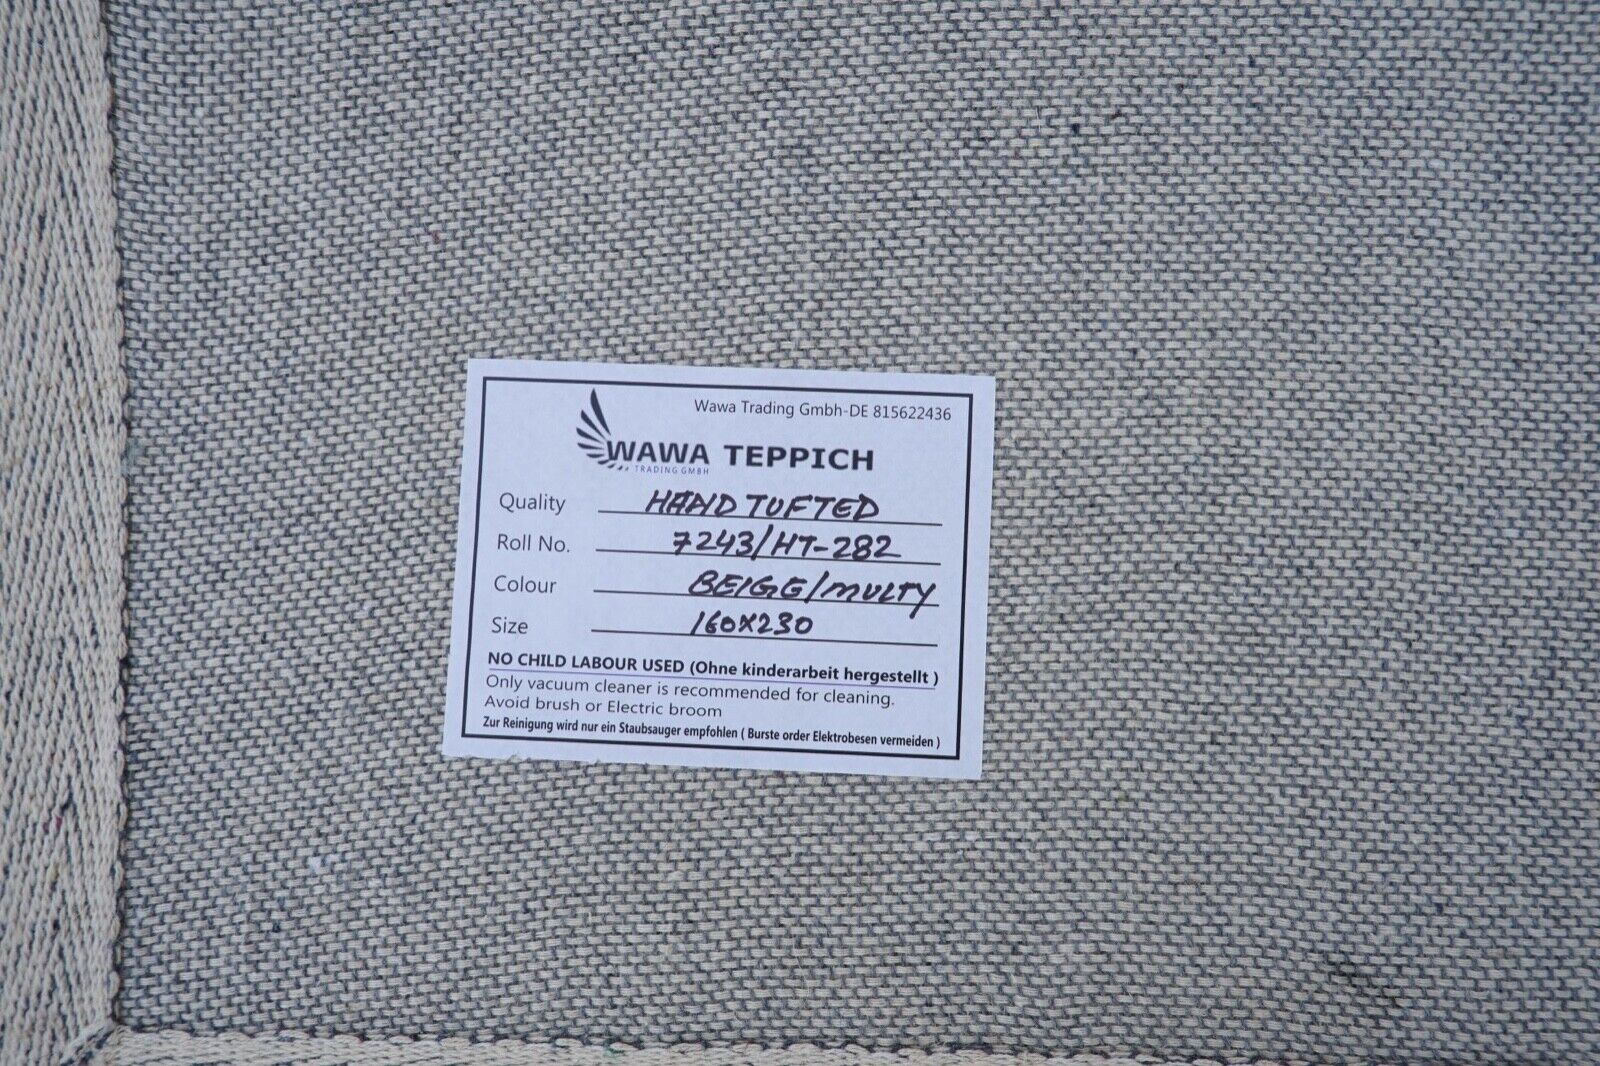 Wawa Trading Gmbh-DE 815622436
WAWA TEPPICH
TRADING GMBH
Quality HAND TUFTED
Roll No. 7243/HT-282
Colour BEIGE/MULTY
Size 160X230
NO CHILD LABOUR USED (Ohne kinderarbeit hergestellt )
Only vacuum cleaner is recommended for cleaning.
Avoid brush or Electric broom
Zur Reinigung wird nur ein Staubsauger empfohlen ( Burste order Elektrobesen vermeiden )